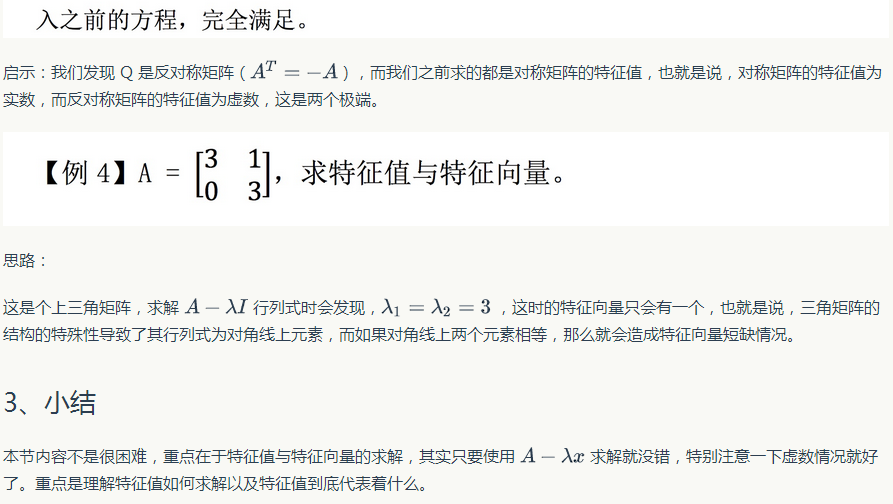 入之前的方程，完全满足。
启示：我们发现 Q 是反对称矩阵（A^T = −A），而我们之前求的都是对称矩阵的特征值，也就是说，对称矩阵的特征值为
实数，而反对称矩阵的特征值为虚数，这是两个极端。
【例 4】A = [3 1; 0 3]，求特征值与特征向量。
思路：
这是个上三角矩阵，求解 A − λI 行列式时会发现，λ₁ = λ₂ = 3 ，这时的特征向量只会有一个，也就是说，三角矩阵的
结构的特殊性导致了其行列式为对角线上元素，而如果对角线上两个元素相等，那么就会造成特征向量短缺情况。
3、小结
本节内容不是很困难，重点在于特征值与特征向量的求解，其实只要使用 A − λx 求解就没错，特别注意一下虚数情况就好
了。重点是理解特征值如何求解以及特征值到底代表着什么。